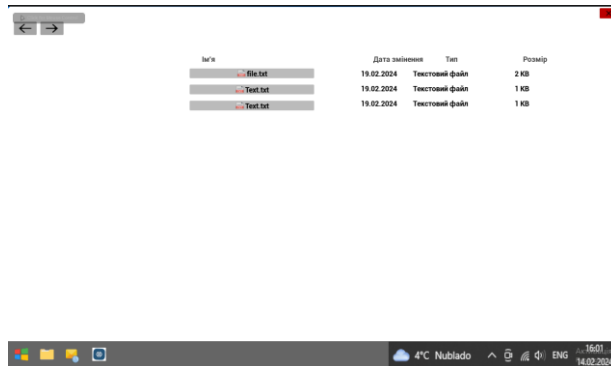 Ім'я Дата змінення Тип Розмір
file.txt 19.02.2024 Текстовий файл 2 KB
Text.txt 19.02.2024 Текстовий файл 1 KB
Text.txt 19.02.2024 Текстовий файл 1 KB
4°C Nublado ENG 16:01
14.02.2024